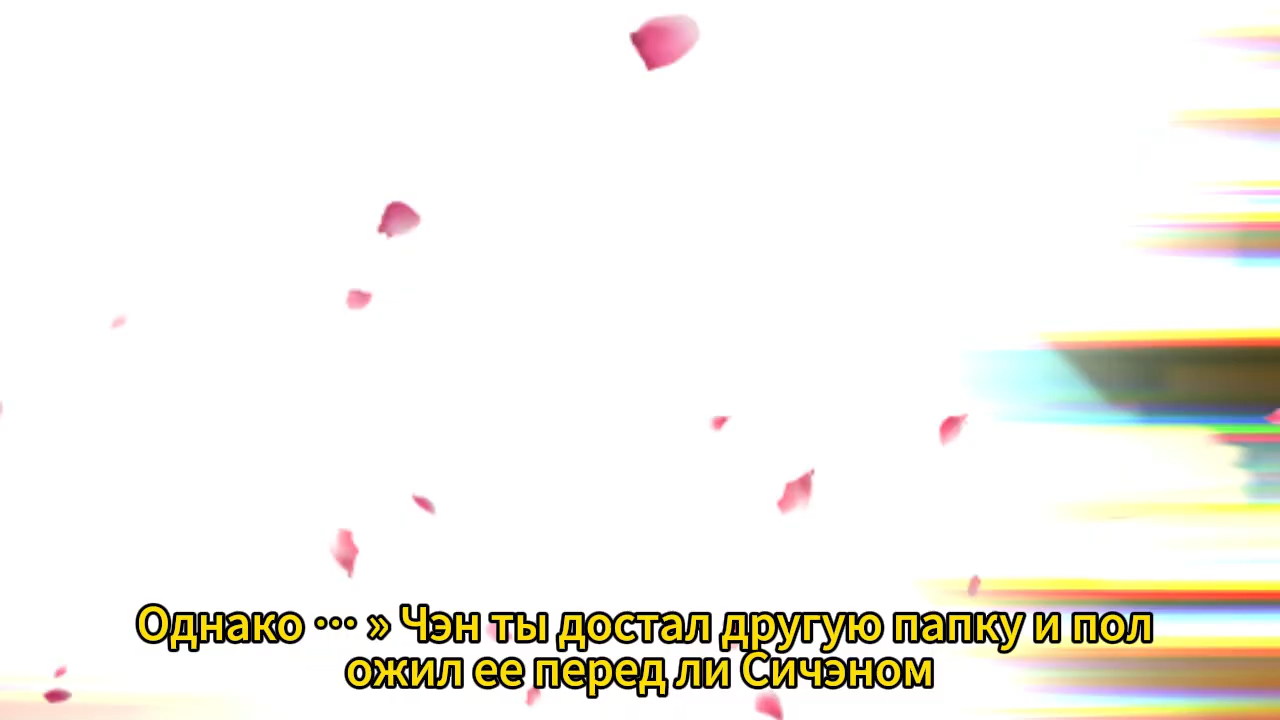 Однако … » Чэн ты достал другую папку и пол
ожил ее перед ли Сичэном